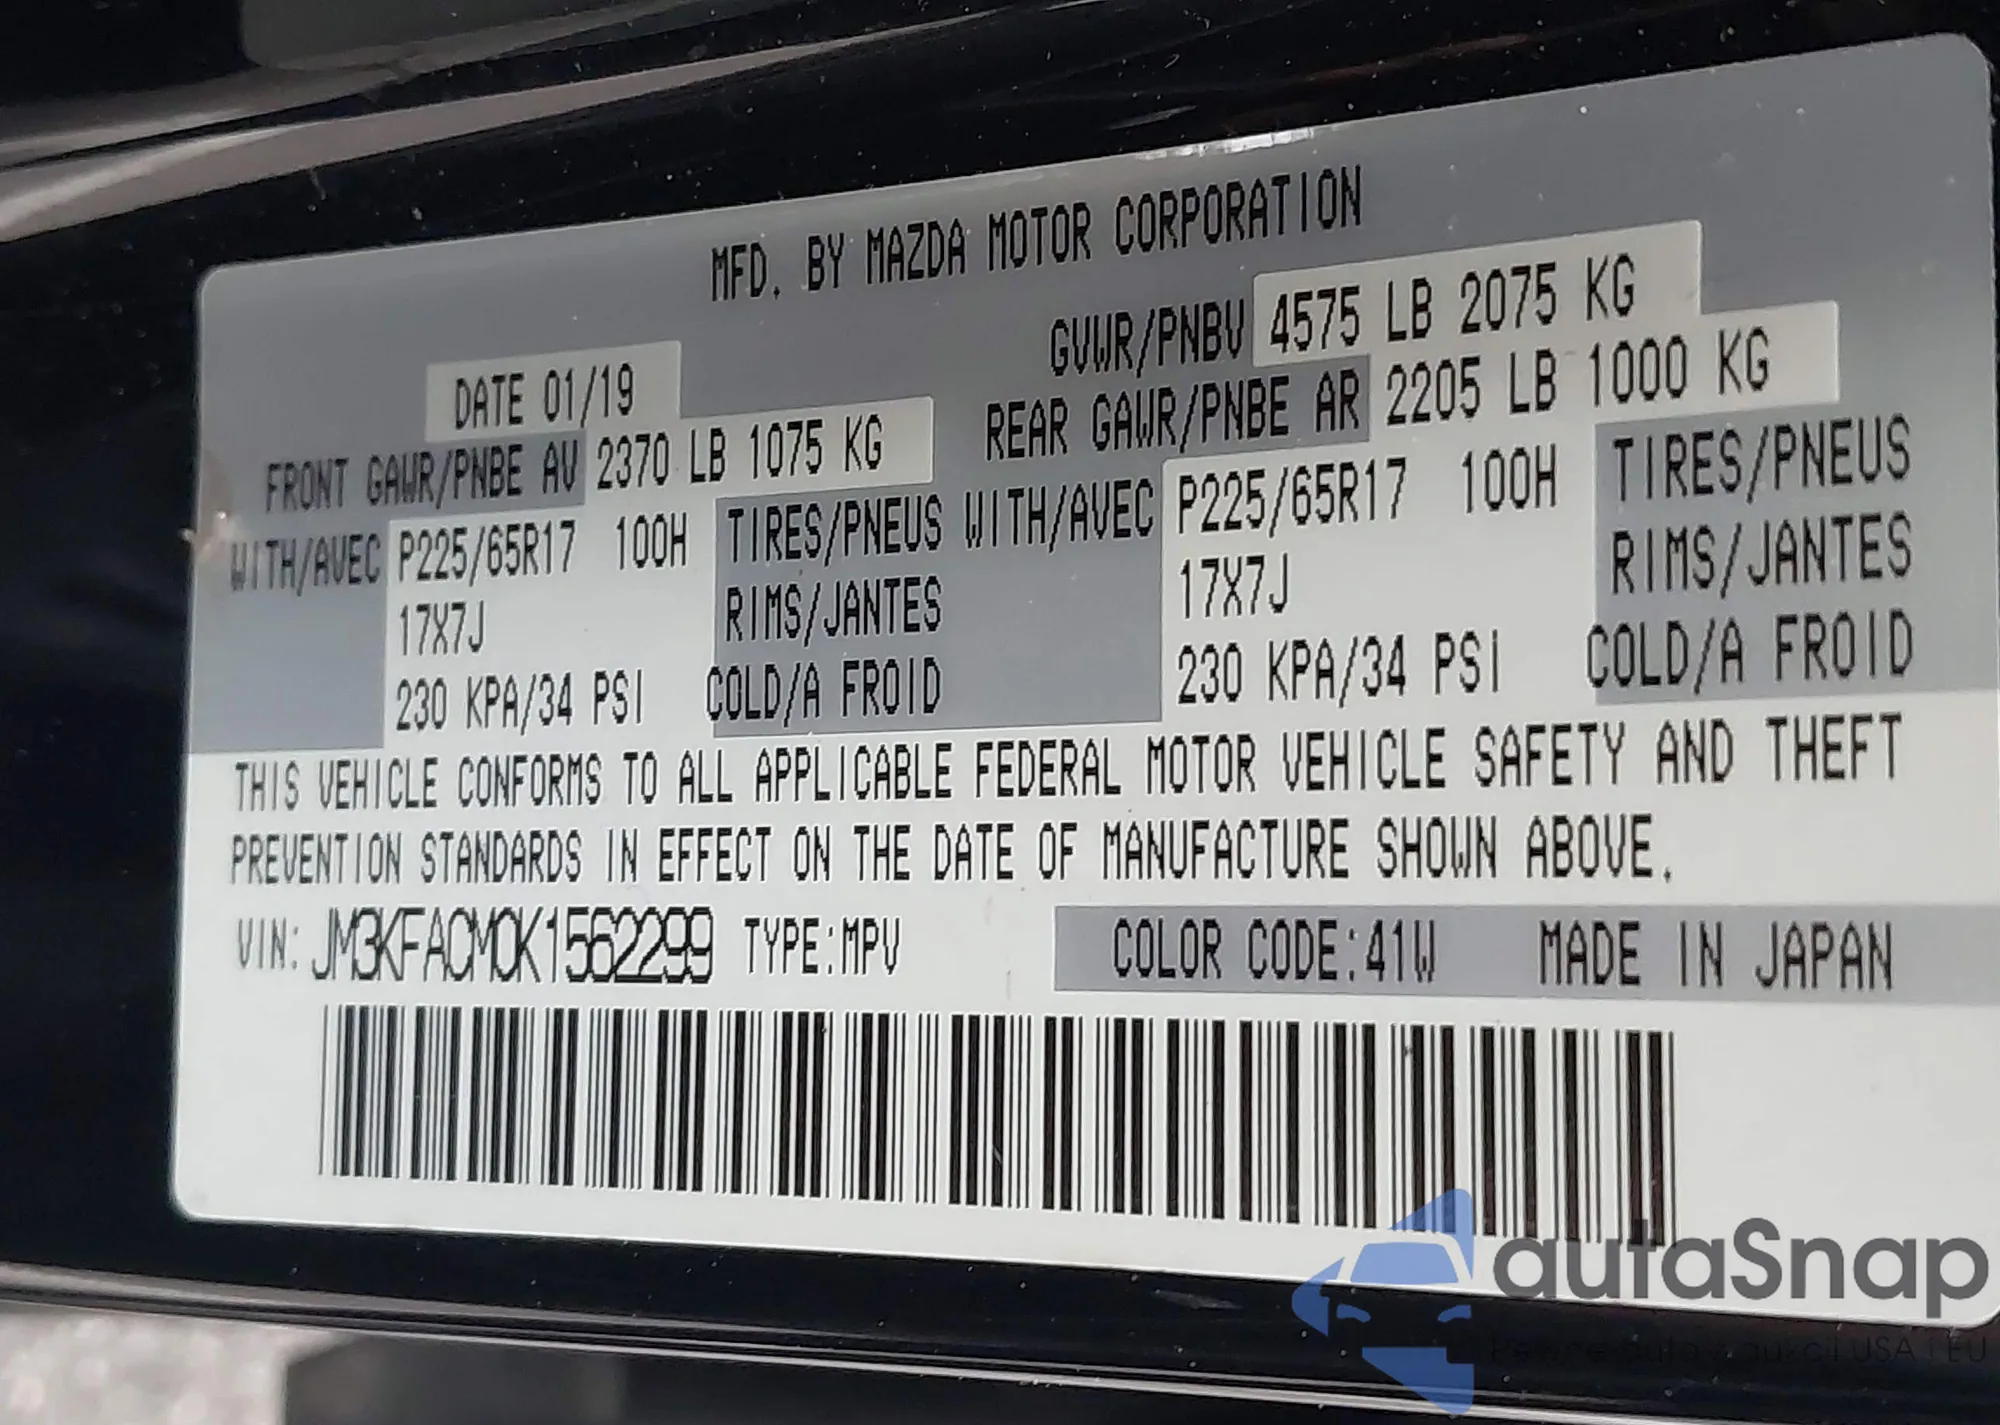 MFD. BY MAZDA MOTOR CORPORATION
GVWR/PNBV 4575 LB 2075 KG
DATE 01/19
FRONT GAWR/PNBE AV 2370 LB 1075 KG REAR GAWR/PNBE AR 2205 LB 1000 KG
WITH/AVEC P225/65R17 100H TIRES/PNEUS WITH/AVEC P225/65R17 100H TIRES/PNEUS
17X7J RIMS/JANTES 17X7J RIMS/JANTES
230 KPA/34 PSI COLD/A FROID 230 KPA/34 PSI COLD/A FROID
THIS VEHICLE CONFORMS TO ALL APPLICABLE FEDERAL MOTOR VEHICLE SAFETY AND THEFT
PREVENTION STANDARDS IN EFFECT ON THE DATE OF MANUFACTURE SHOWN ABOVE.
VIN: JM3KFACM0K1562299 TYPE:MPV COLOR CODE:41W MADE IN JAPAN
autaSnap
Pewne auta z aukcji USA i EU